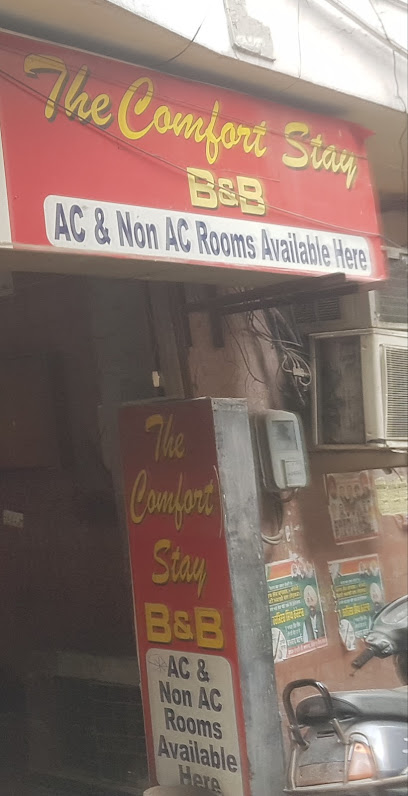 The Comfort Stay
B&B
AC & Non AC Rooms Available Here
The
Comfort
Stay
B&B
AC &
Non AC
Rooms
Available
Here